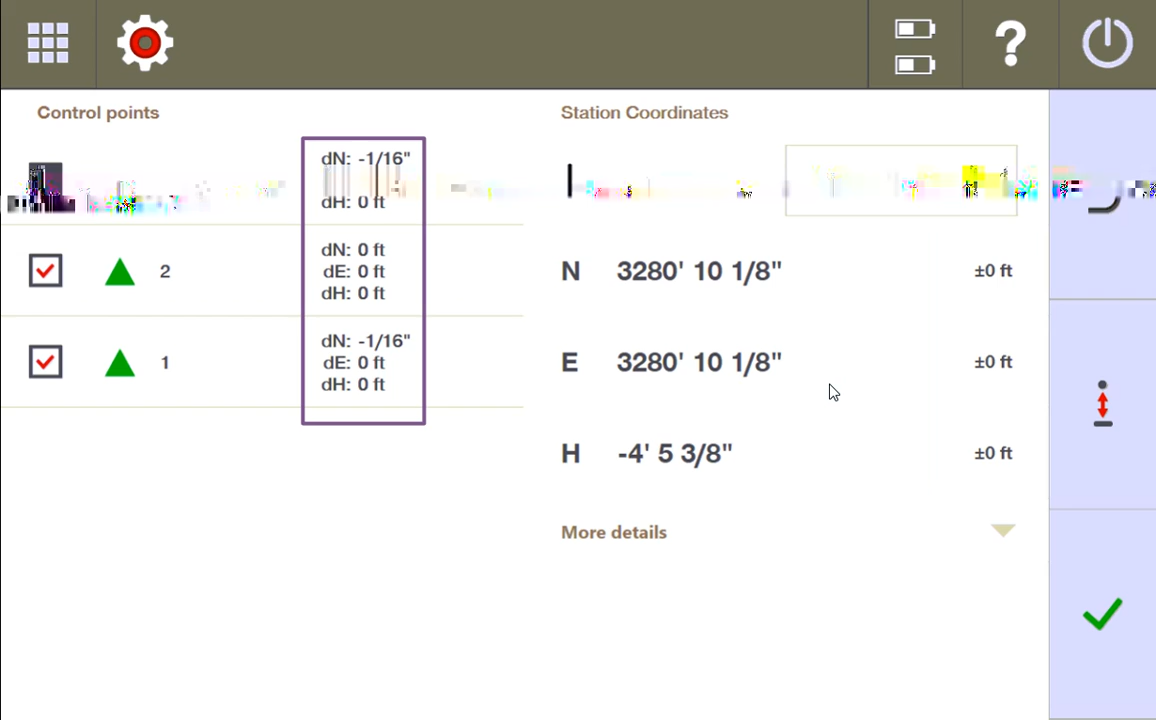 Control points
Station Coordinates
dN: -1/16"
dH: 0 ft
dN: 0 ft
2 dE: 0 ft
dH: 0 ft
N 3280' 10 1/8" ±0 ft
dN: -1/16"
1 dE: 0 ft
dH: 0 ft
E 3280' 10 1/8" ±0 ft
H -4' 5 3/8" ±0 ft
More details